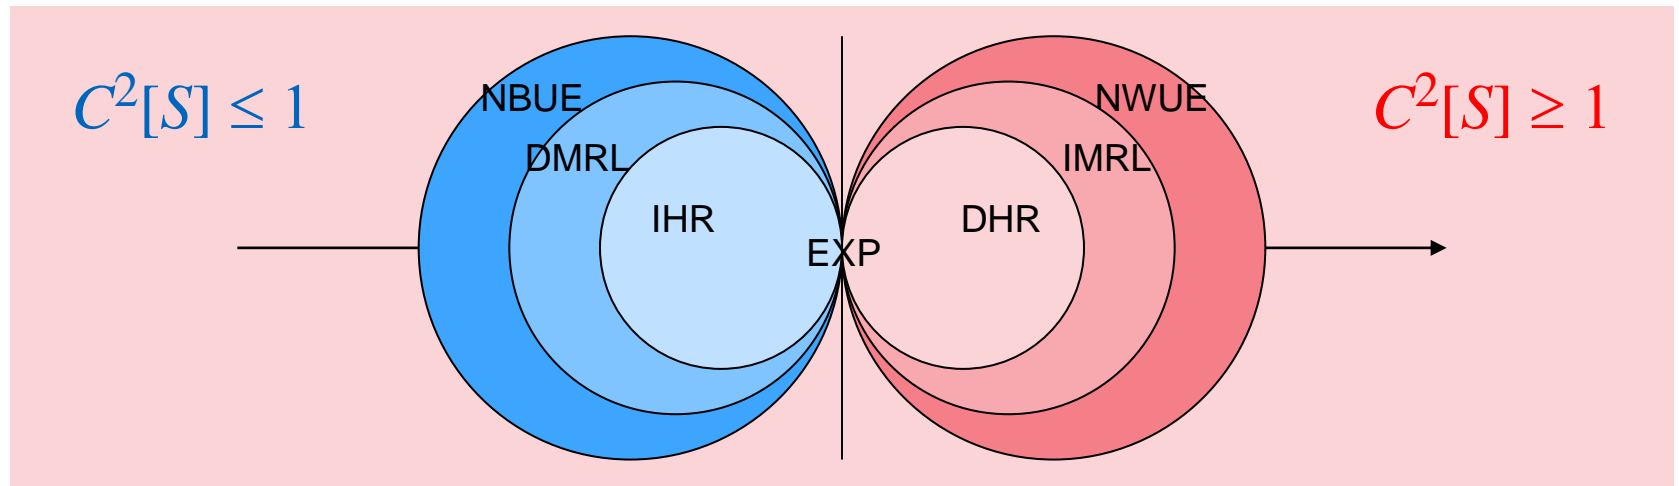 C²[S] ≤ 1
NBUE
DMRL
IHR
EXP
DHR
IMRL
NWUE
C²[S] ≥ 1